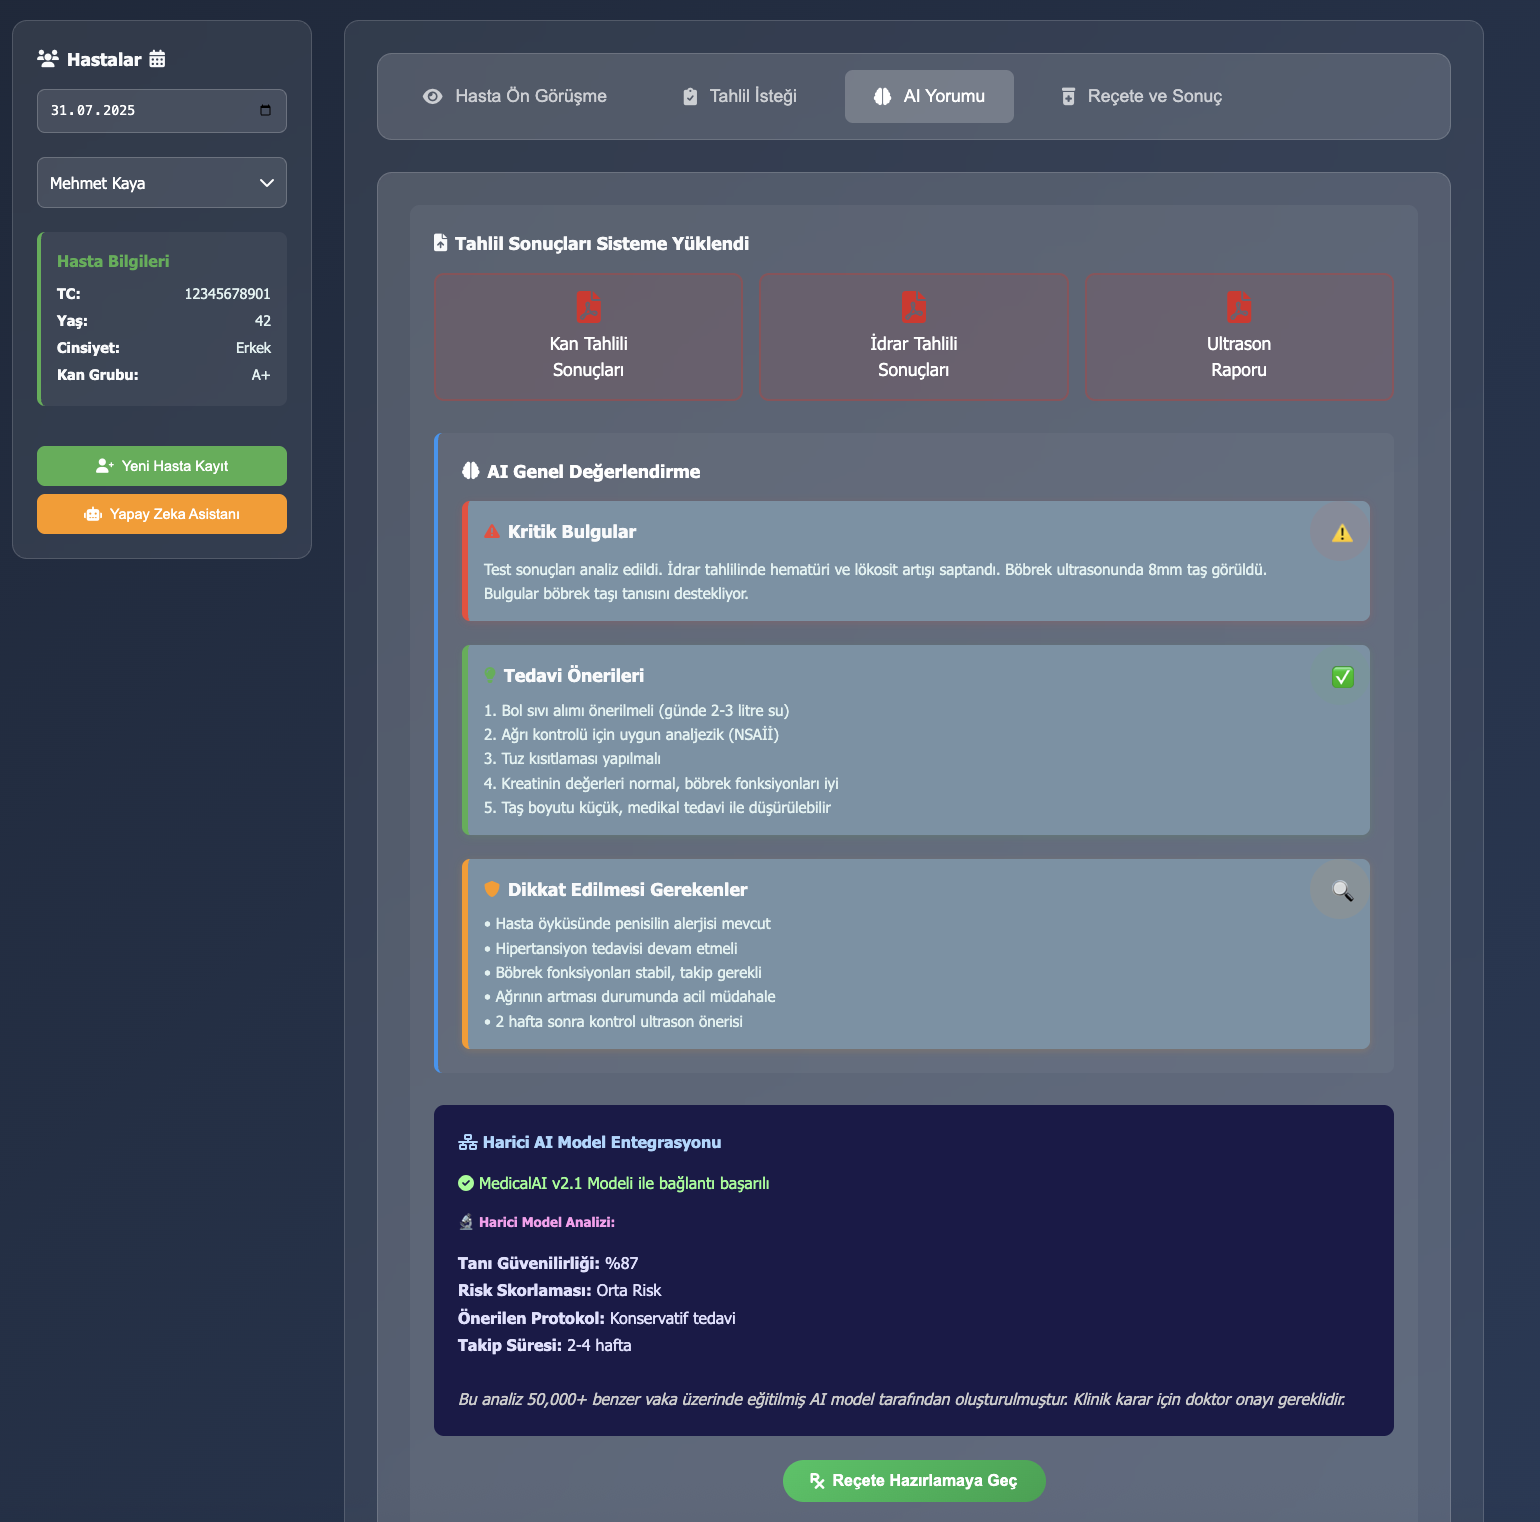 Hastalar
31.07.2025
Mehmet Kaya
Hasta Bilgileri
TC: 12345678901
Yaş: 42
Cinsiyet: Erkek
Kan Grubu: A+
Yeni Hasta Kayıt
Yapay Zeka Asistanı
Hasta Ön Görüşme
Tahlil İsteği
AI Yorumu
Reçete ve Sonuç
Tahlil Sonuçları Sisteme Yüklendi
Kan Tahlili
Sonuçları
İdrar Tahlili
Sonuçları
Ultrason
Raporu
AI Genel Değerlendirme
Kritik Bulgular
Test sonuçları analiz edildi. İdrar tahlilinde hematüri ve lökosit artışı saptandı. Böbrek ultrasonunda 8mm taş görüldü.
Bulgular böbrek taşı tanısını destekliyor.
Tedavi Önerileri
1. Bol sıvı alımı önerilmeli (günde 2-3 litre su)
2. Ağrı kontrolü için uygun analjezik (NSAİİ)
3. Tuz kısıtlaması yapılmalı
4. Kreatinin değerleri normal, böbrek fonksiyonları iyi
5. Taş boyutu küçük, medikal tedavi ile düşürülebilir
Dikkat Edilmesi Gerekenler
• Hasta öyküsünde penisilin alerjisi mevcut
• Hipertansiyon tedavisi devam etmeli
• Böbrek fonksiyonları stabil, takip gerekli
• Ağrının artması durumunda acil müdahale
• 2 hafta sonra kontrol ultrason önerisi
Harici AI Model Entegrasyonu
MedicalAI v2.1 Modeli ile bağlantı başarılı
Harici Model Analizi:
Tanı Güvenilirliği: %87
Risk Skorlaması: Orta Risk
Önerilen Protokol: Konservatif tedavi
Takip Süresi: 2-4 hafta
Bu analiz 50,000+ benzer vaka üzerinde eğitilmiş AI model tarafından oluşturulmuştur. Klinik karar için doktor onayı gereklidir.
Reçete Hazırlamaya Geç